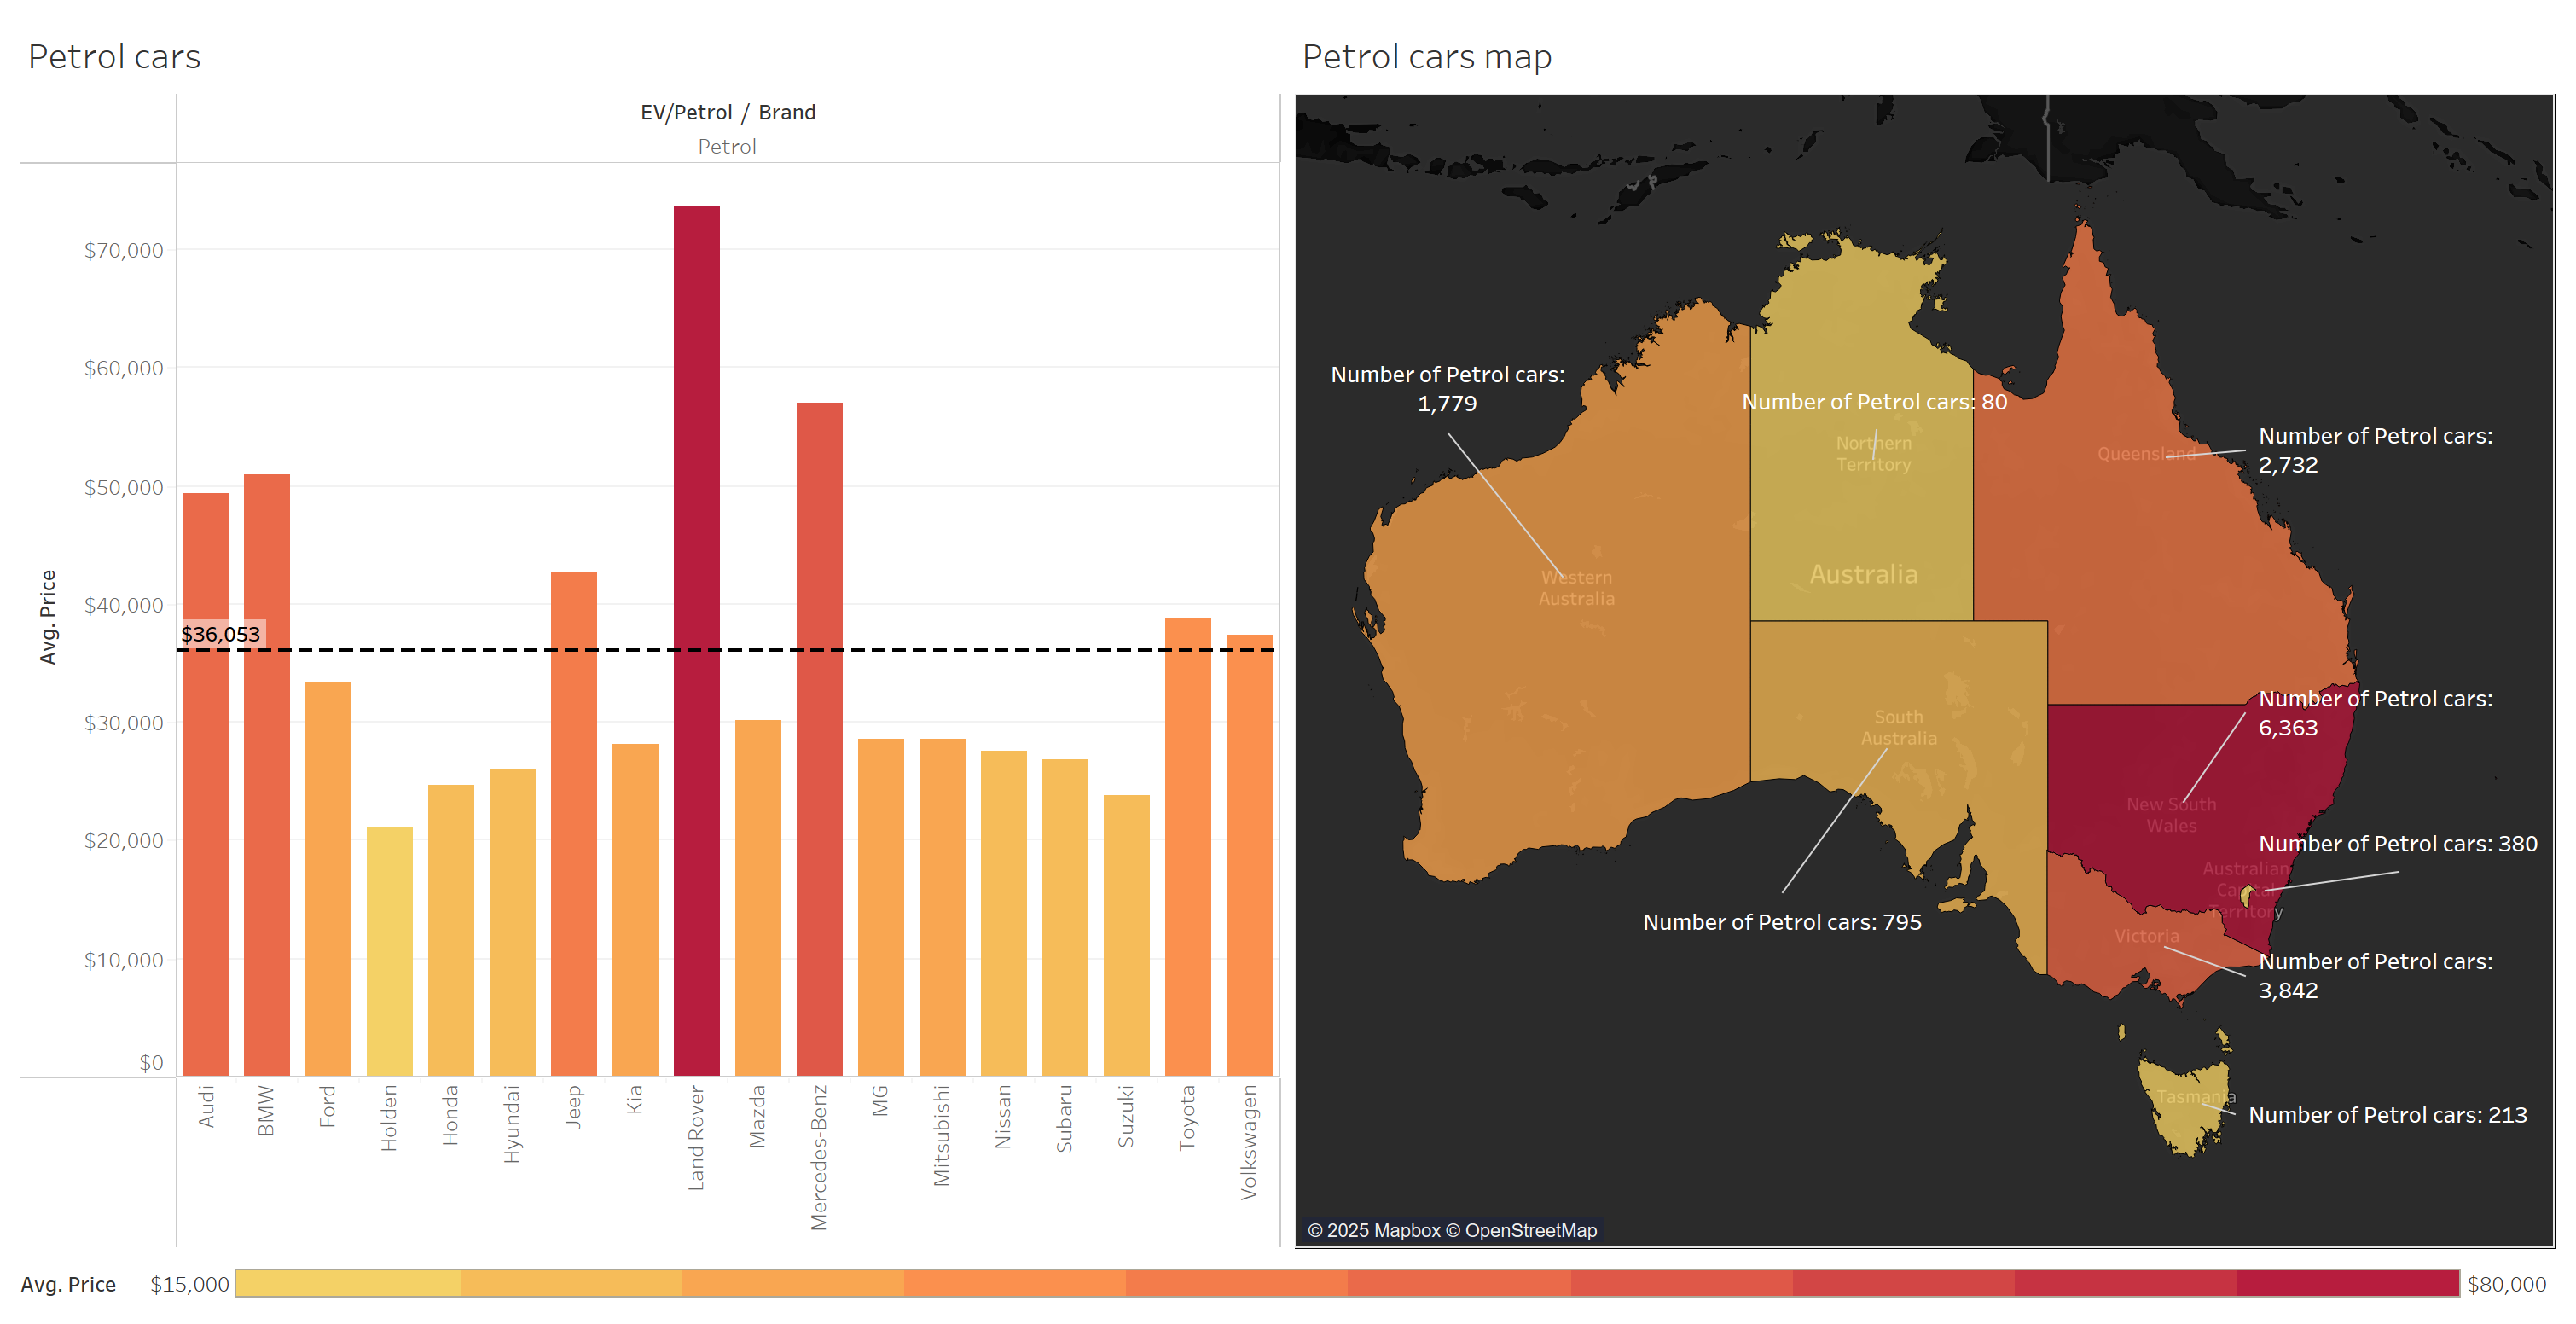 Petrol cars
EV/Petrol / Brand
Petrol
$70,000
$60,000
$50,000
$40,000
$36,053
$30,000
$20,000
$10,000
$0
Avg. Price
Audi
BMW
Ford
Holden
Honda
Hyundai
Jeep
Kia
Land Rover
Mazda
Mercedes-Benz
MG
Mitsubishi
Nissan
Subaru
Suzuki
Toyota
Volkswagen
Petrol cars map
Number of Petrol cars:
1,779
Number of Petrol cars: 80
Northern
Territory
Queensland
Number of Petrol cars:
2,732
Australia
Western
Australia
South
Australia
Number of Petrol cars:
6,363
New South
Wales
Number of Petrol cars: 380
Australian
Capital
Territory
Number of Petrol cars: 795
Victoria
Number of Petrol cars:
3,842
Tasmania
Number of Petrol cars: 213
© 2025 Mapbox © OpenStreetMap
Avg. Price
$15,000
$80,000